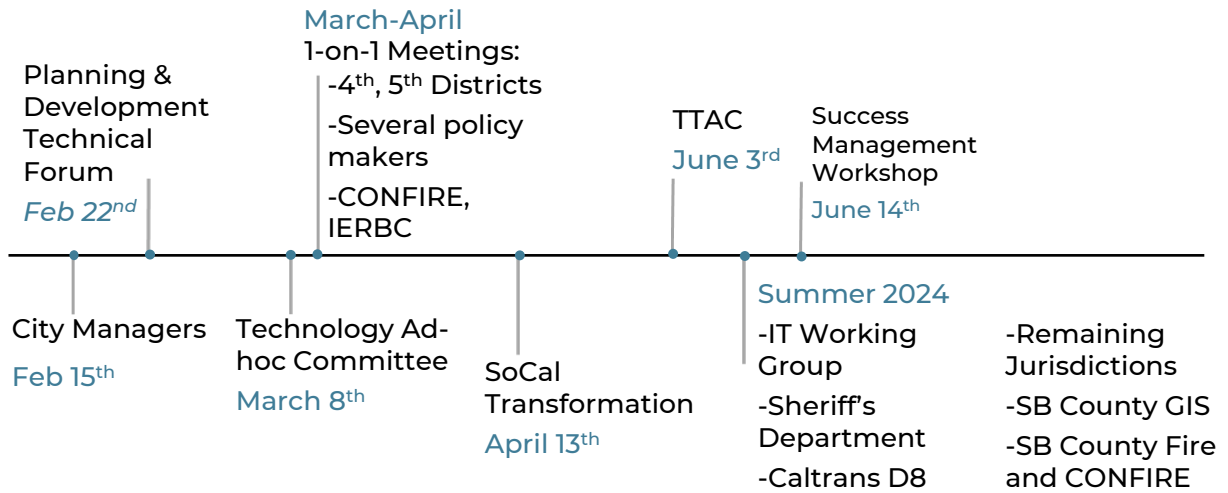 March-April
1-on-1 Meetings:
-4th, 5th Districts
-Several policy
makers
-CONFIRE,
IERBC
Planning &
Development
Technical
Forum
Feb 22nd
TTAC
June 3rd
Success
Management
Workshop
June 14th
City Managers
Feb 15th
Technology Ad-
hoc Committee
March 8th
SoCal
Transformation
April 13th
Summer 2024
-IT Working
Group
-Sheriff’s
Department
-Caltrans D8
-Remaining
Jurisdictions
-SB County GIS
-SB County Fire
and CONFIRE